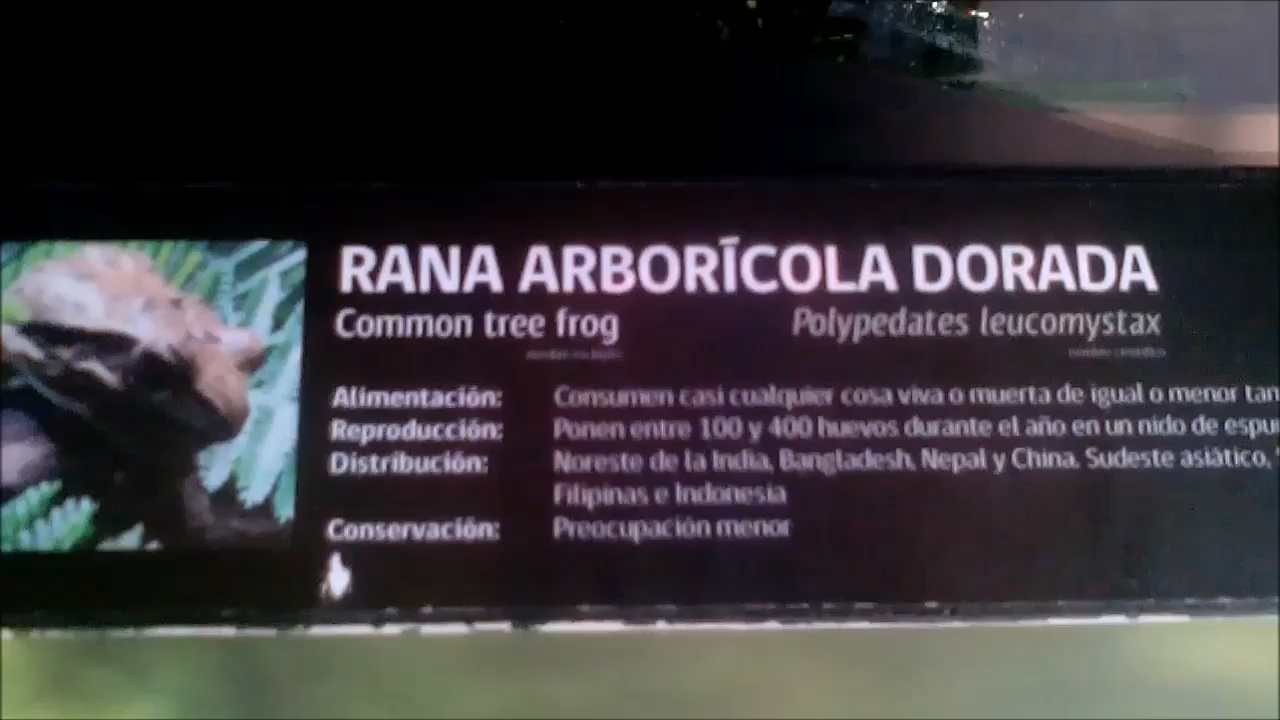 RANA ARBORÍCOLA DORADA
Common tree frog Polypedates leucomystax
Alimentación: Consumen casi cualquier cosa viva o muerta de igual o menor tan
Reproducción: Ponen entre 100 y 400 huevos durante el año en un nido de espu
Distribución: Noreste de la India, Bangladesh, Nepal y China. Sudeste asiático,
Filipinas e Indonesia
Conservación: Preocupación menor